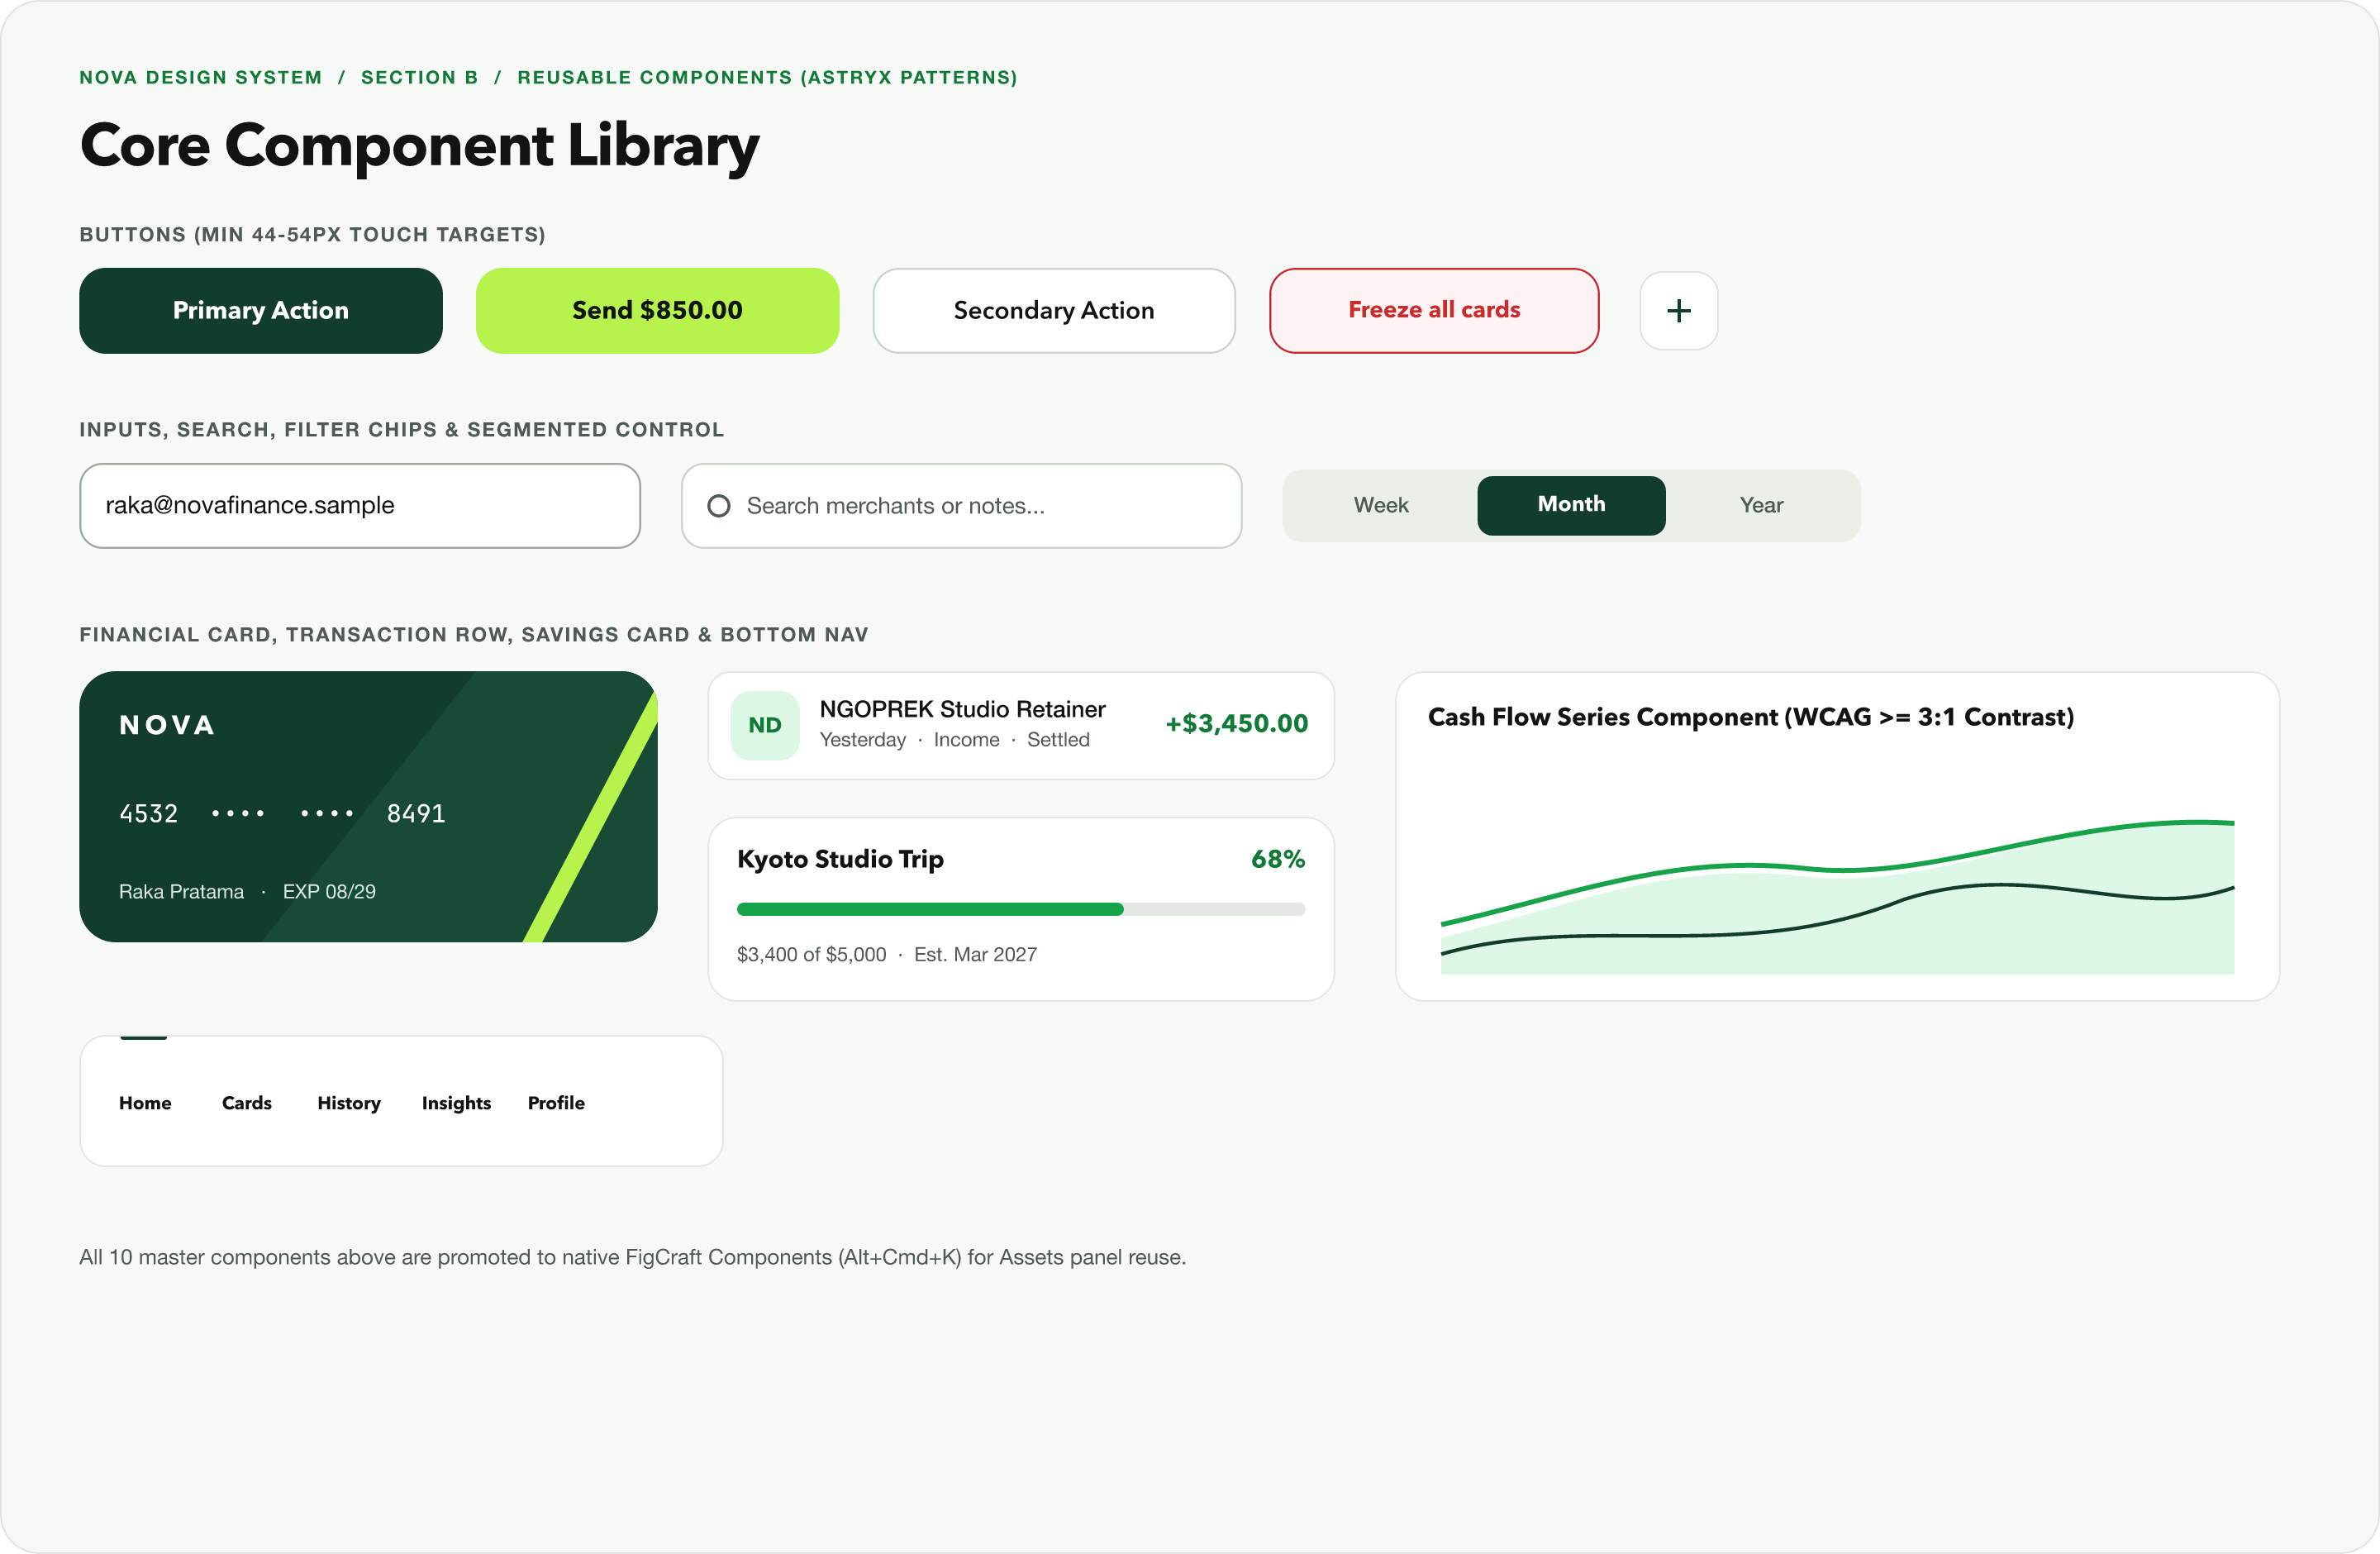 NOVA DESIGN SYSTEM / SECTION B / REUSABLE COMPONENTS (ASTRYX PATTERNS)
Core Component Library
BUTTONS (MIN 44-54PX TOUCH TARGETS)
Primary Action
Send $850.00
Secondary Action
Freeze all cards
+
INPUTS, SEARCH, FILTER CHIPS & SEGMENTED CONTROL
raka@novafinance.sample
Search merchants or notes...
Week
Month
Year
FINANCIAL CARD, TRANSACTION ROW, SAVINGS CARD & BOTTOM NAV
NOVA
4532 •••• •••• 8491
Raka Pratama · EXP 08/29
ND
NGOPREK Studio Retainer
Yesterday · Income · Settled
+$3,450.00
Kyoto Studio Trip
68%
$3,400 of $5,000 · Est. Mar 2027
Cash Flow Series Component (WCAG >= 3:1 Contrast)
Home
Cards
History
Insights
Profile
All 10 master components above are promoted to native FigCraft Components (Alt+Cmd+K) for Assets panel reuse.